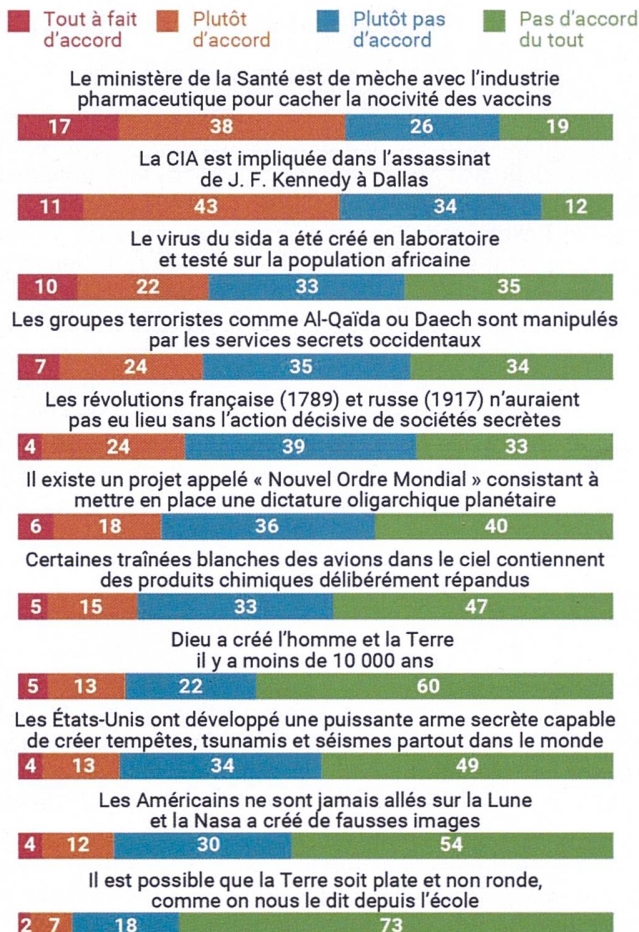 Tout à fait d'accord
Plutôt d'accord
Plutôt pas d'accord
Pas d'accord du tout
Le ministère de la Santé est de mèche avec l'industrie
pharmaceutique pour cacher la nocivité des vaccins
17 38 26 19
La CIA est impliquée dans l'assassinat
de J. F. Kennedy à Dallas
11 43 34 12
Le virus du sida a été créé en laboratoire
et testé sur la population africaine
10 22 33 35
Les groupes terroristes comme Al-Qaïda ou Daech sont manipulés
par les services secrets occidentaux
7 24 35 34
Les révolutions française (1789) et russe (1917) n'auraient
pas eu lieu sans l'action décisive de sociétés secrètes
4 24 39 33
Il existe un projet appelé « Nouvel Ordre Mondial » consistant à
mettre en place une dictature oligarchique planétaire
6 18 36 40
Certaines traînées blanches des avions dans le ciel contiennent
des produits chimiques délibérément répandus
5 15 33 47
Dieu a créé l'homme et la Terre
il y a moins de 10 000 ans
5 13 22 60
Les États-Unis ont développé une puissante arme secrète capable
de créer tempêtes, tsunamis et séismes partout dans le monde
4 13 34 49
Les Américains ne sont jamais allés sur la Lune
et la Nasa a créé de fausses images
4 12 30 54
Il est possible que la Terre soit plate et non ronde,
comme on nous le dit depuis l'école
2 7 18 73